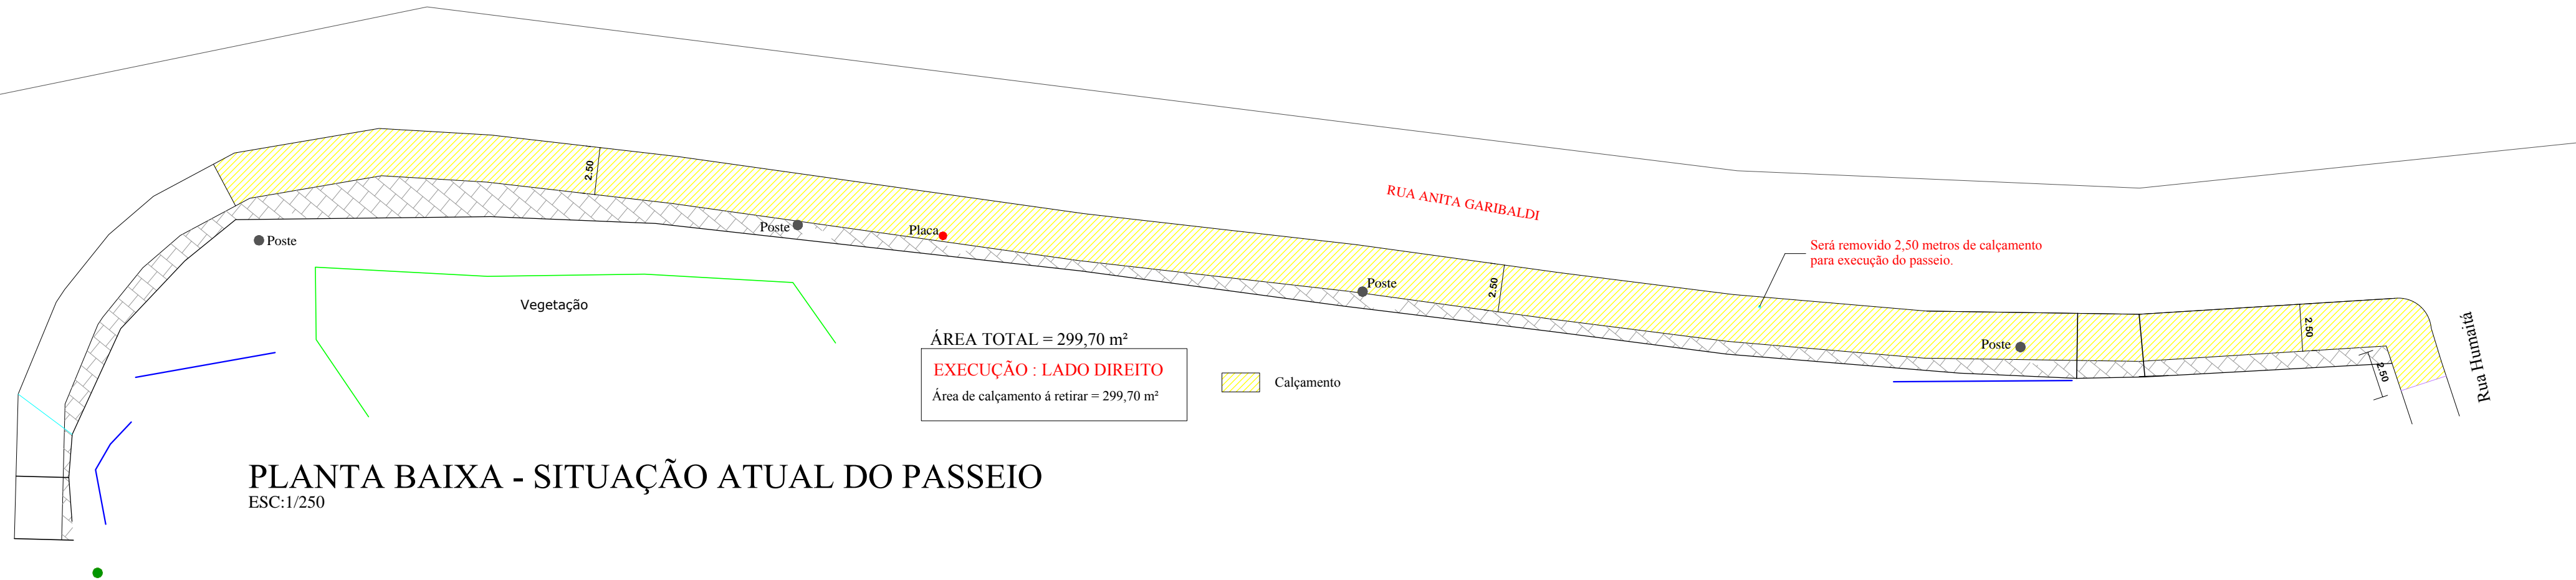 2.50
RUA ANITA GARIBALDI
Poste
Poste
Placa
Será removido 2,50 metros de calçamento
para execução do passeio.
Poste
2.50
Vegetação
2.50
Rua Humaitá
Poste
2.50
ÁREA TOTAL = 299,70 m²
EXECUÇÃO : LADO DIREITO
Área de calçamento á retirar = 299,70 m²
Calçamento
PLANTA BAIXA - SITUAÇÃO ATUAL DO PASSEIO
ESC:1/250